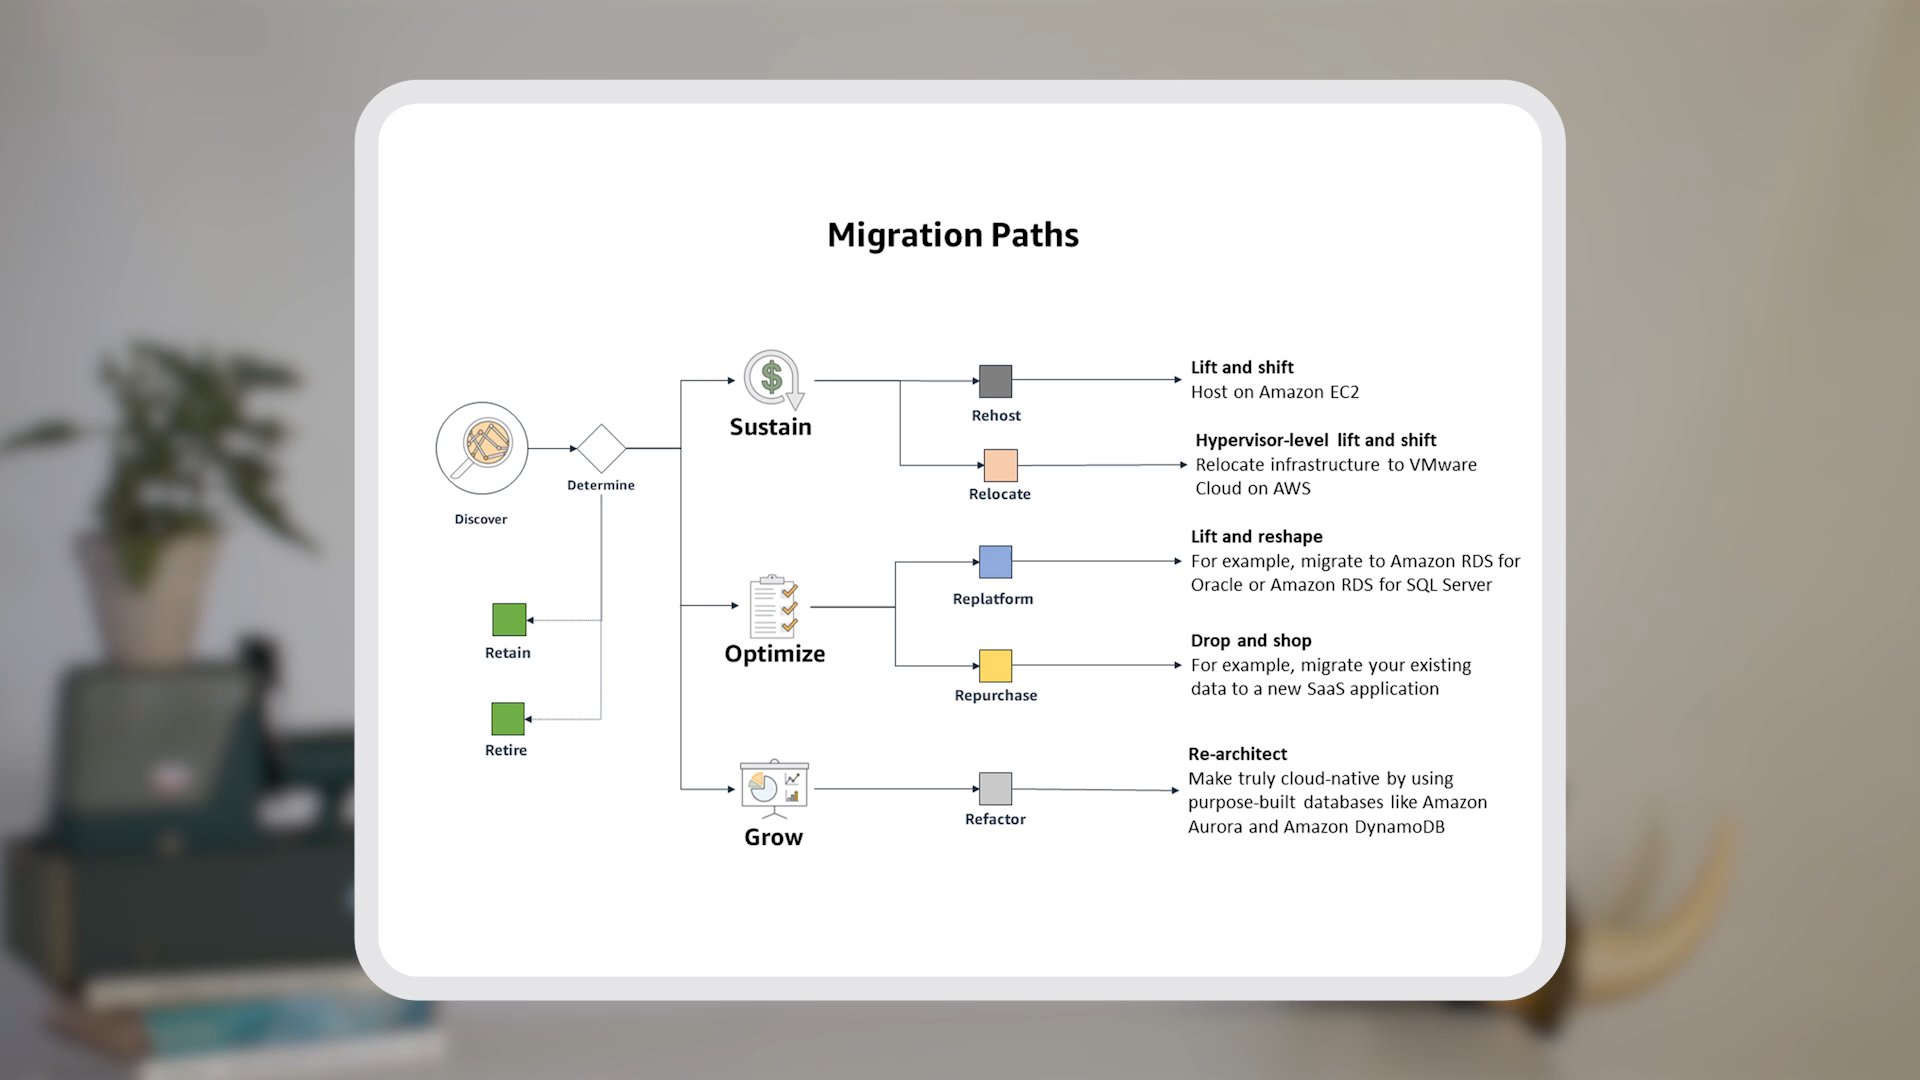 Migration Paths
Discover
Determine
Retain
Retire
Sustain
Rehost
Lift and shift
Host on Amazon EC2
Relocate
Hypervisor-level lift and shift
Relocate infrastructure to VMware
Cloud on AWS
Optimize
Replatform
Lift and reshape
For example, migrate to Amazon RDS for
Oracle or Amazon RDS for SQL Server
Repurchase
Drop and shop
For example, migrate your existing
data to a new SaaS application
Grow
Refactor
Re-architect
Make truly cloud-native by using
purpose-built databases like Amazon
Aurora and Amazon DynamoDB